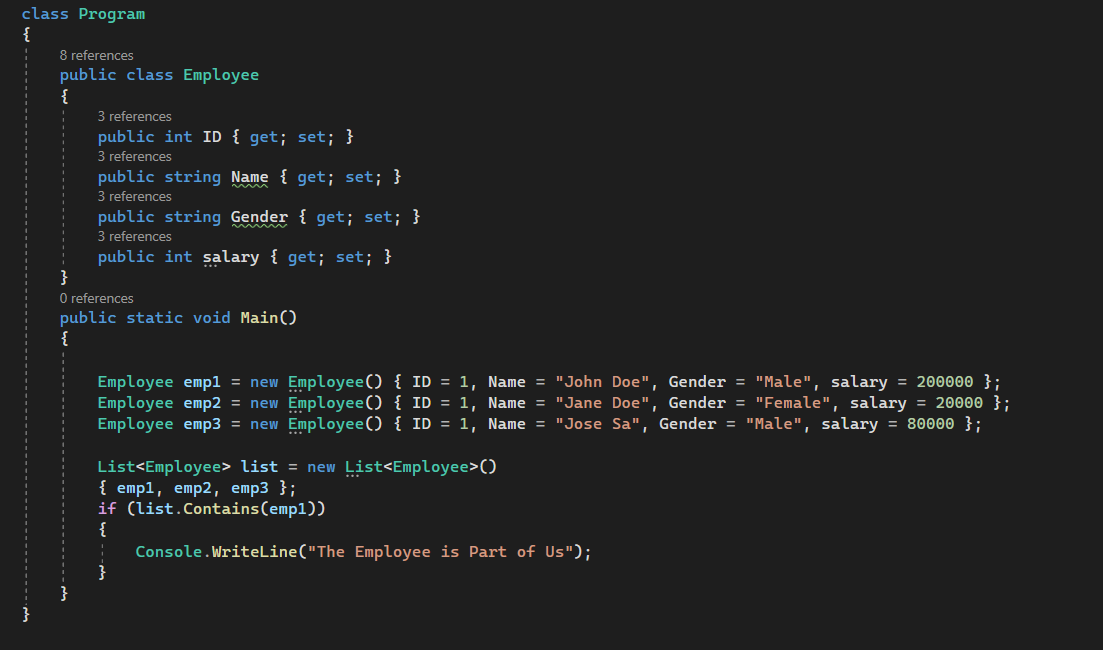 class Program
{
8 references
public class Employee
{
3 references
public int ID { get; set; }
3 references
public string Name { get; set; }
3 references
public string Gender { get; set; }
3 references
public int salary { get; set; }
}
0 references
public static void Main()
{
Employee emp1 = new Employee() { ID = 1, Name = "John Doe", Gender = "Male", salary = 200000 };
Employee emp2 = new Employee() { ID = 1, Name = "Jane Doe", Gender = "Female", salary = 20000 };
Employee emp3 = new Employee() { ID = 1, Name = "Jose Sa", Gender = "Male", salary = 80000 };
List<Employee> list = new List<Employee>()
{ emp1, emp2, emp3 };
if (list.Contains(emp1))
{
Console.WriteLine("The Employee is Part of Us");
}
}
}